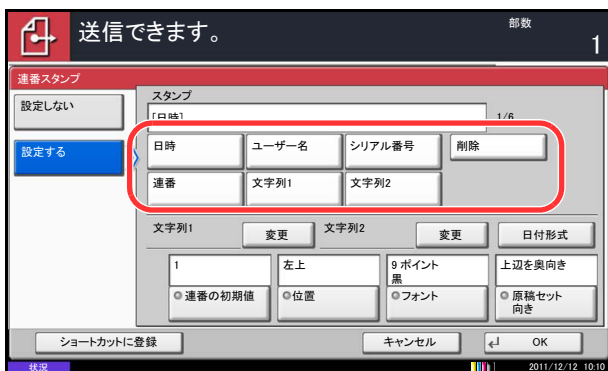 送信できます。
部数
1
連番スタンプ
設定しない
設定する
スタンプ
[日時]
1/6
日時
ユーザー名
シリアル番号
削除
連番
文字列1
文字列2
文字列1
変更
文字列2
変更
日付形式
1
左上
9 ポイント
黒
上辺を奥向き
連番の初期値
位置
フォント
原稿セット
向き
ショートカットに登録
キャンセル
OK
状況
2011/12/12 10:10